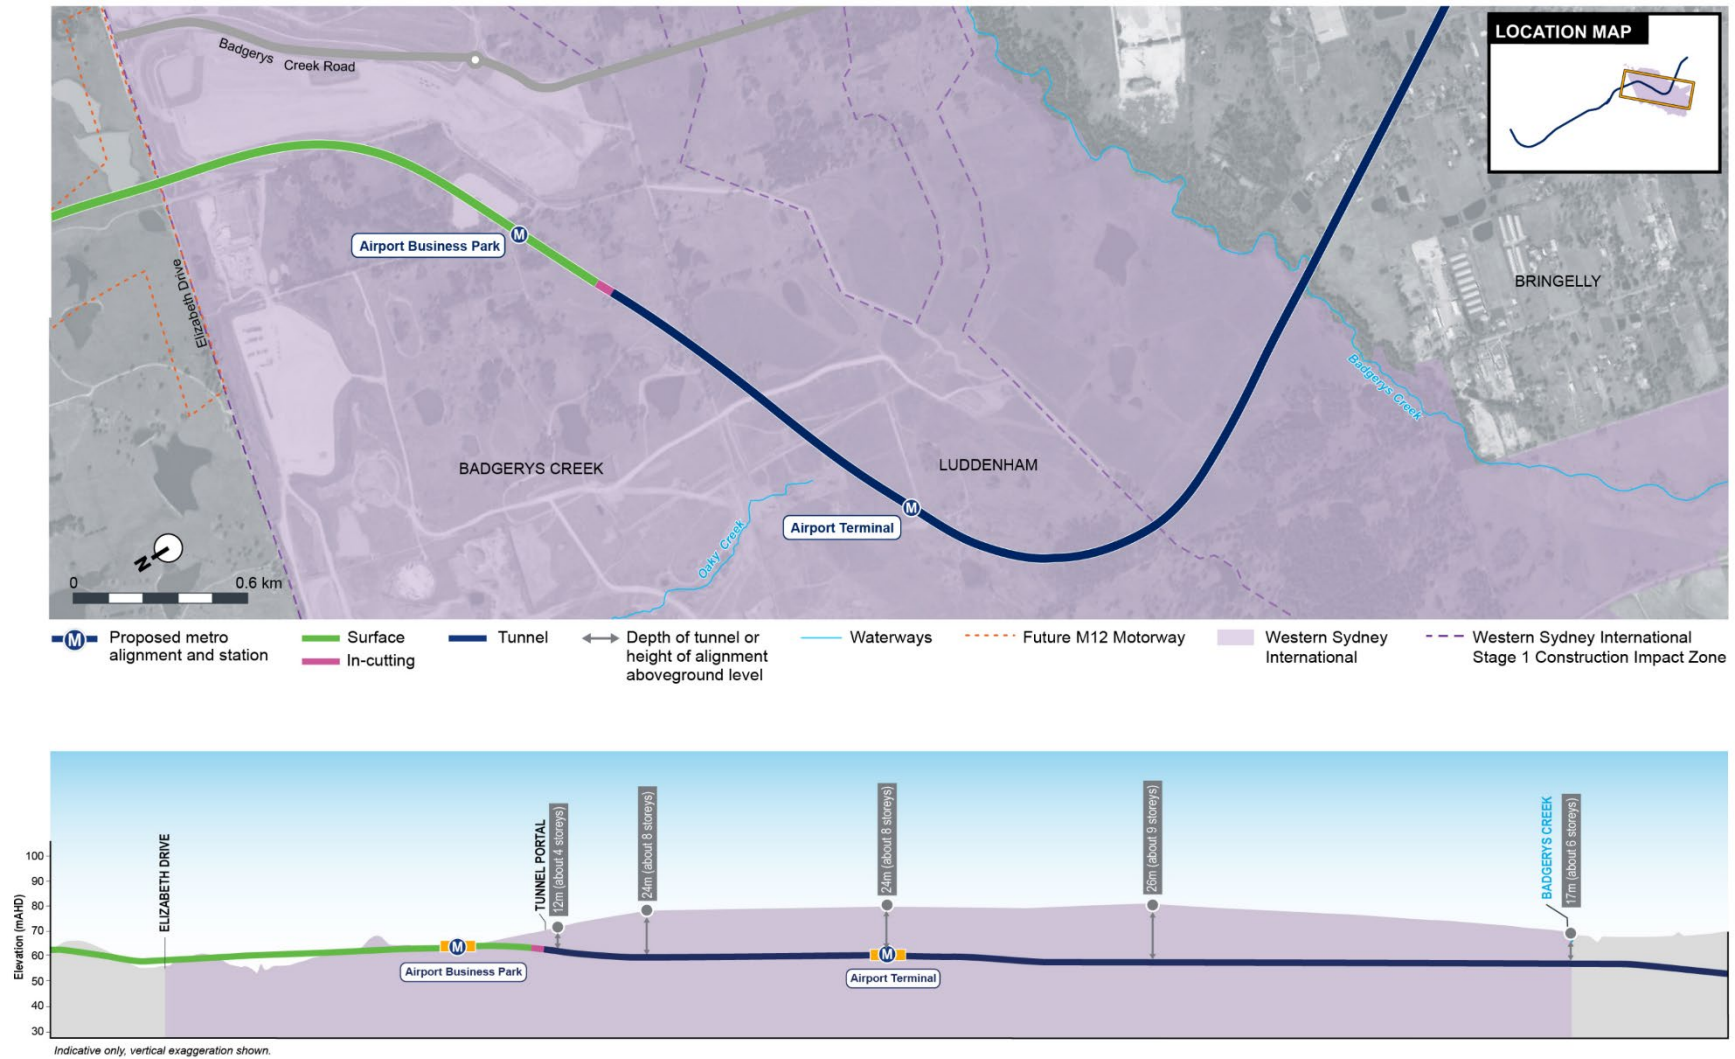 LOCATION MAP
Badgerys Creek Road
Airport Business Park
M
Elizabeth Drive
BRINGELLY
Badgerys Creek
BADGERYS CREEK
LUDDENHAM
M
Airport Terminal
Oaky Creek
N
0 0.6 km
M Proposed metro
alignment and station
Surface
In-cutting
Tunnel
Depth of tunnel or
height of alignment
aboveground level
Waterways
Future M12 Motorway
Western Sydney
International
Western Sydney International
Stage 1 Construction Impact Zone
Elevation (mAHD)
100
90
80
70
60
50
40
30
ELIZABETH DRIVE
M
Airport Business Park
TUNNEL PORTAL
12m (about 4 storeys)
24m (about 8 storeys)
24m (about 8 storeys)
M
Airport Terminal
26m (about 9 storeys)
BADGERYS CREEK
17m (about 6 storeys)
Indicative only, vertical exaggeration shown.